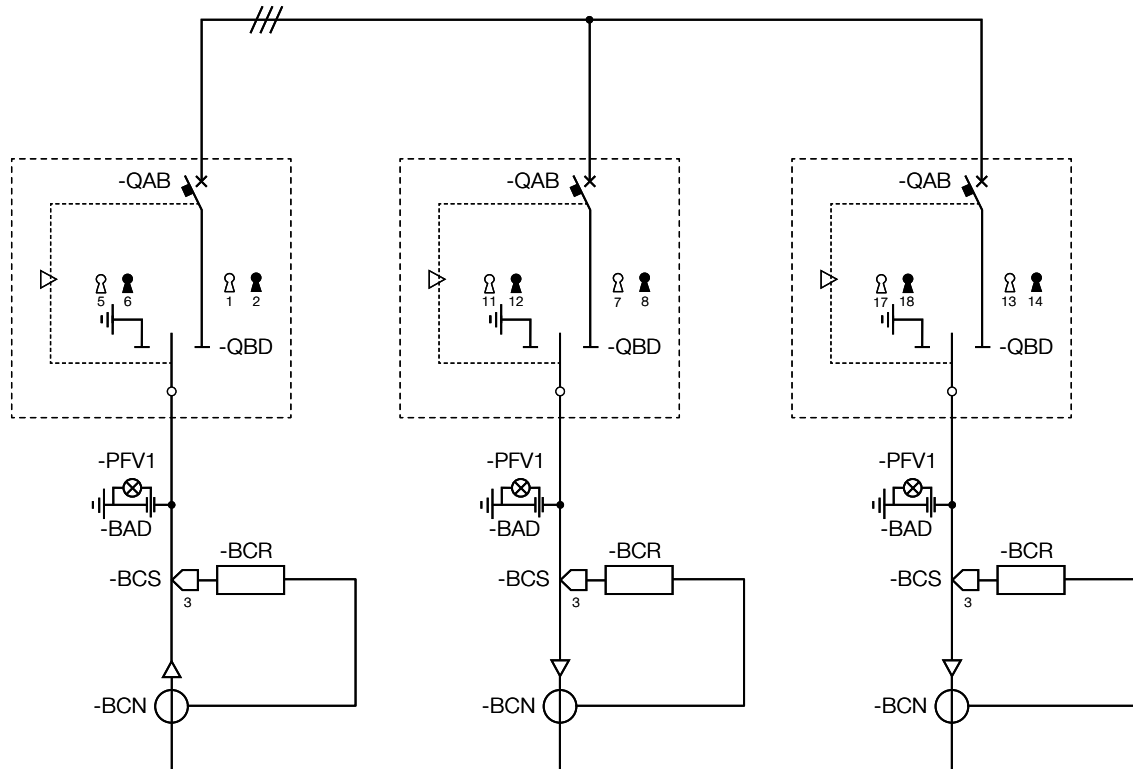 -QAB -QAB -QAB
5 6 1 2 11 12 7 8 17 18 13 14
-QBD -QBD -QBD
-PFV1 -PFV1 -PFV1
-BAD -BAD -BAD
-BCR -BCR -BCR
-BCS -BCS -BCS
3 3 3
-BCN -BCN -BCN